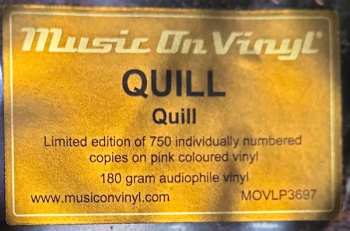 Music On Vinyl®
QUILL
Quill
Limited edition of 750 individually numbered
copies on pink coloured vinyl
180 gram audiophile vinyl
www.musiconvinyl.com MOVLP3697